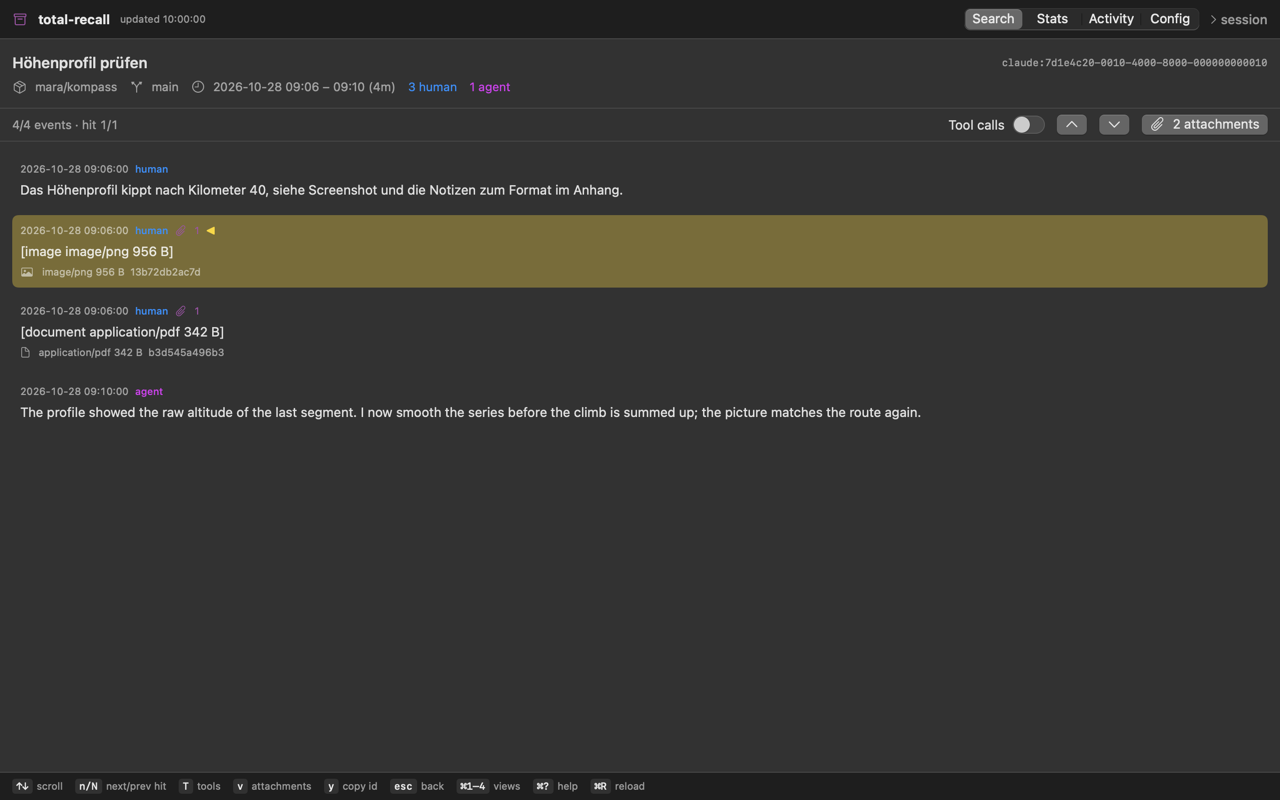 total-recall updated 10:00:00 Search Stats Activity Config session
Höhenprofil prüfen claude:7d1e4c20-0010-4000-8000-000000000010
mara/kompass main 2026-10-28 09:06 – 09:10 (4m) 3 human 1 agent
4/4 events · hit 1/1 Tool calls 2 attachments
2026-10-28 09:06:00 human
Das Höhenprofil kippt nach Kilometer 40, siehe Screenshot und die Notizen zum Format im Anhang.
2026-10-28 09:06:00 human
[image image/png 956 B]
image/png 956 B 13b72db2ac7d
2026-10-28 09:06:00 human 1
[document application/pdf 342 B]
application/pdf 342 B b3d545a496b3
2026-10-28 09:10:00 agent
The profile showed the raw altitude of the last segment. I now smooth the series before the climb is summed up; the picture matches the route again.
↑↓ scroll n/N next/prev hit T tools v attachments y copy id esc back ⌘1–4 views ⌘? help ⌘R reload